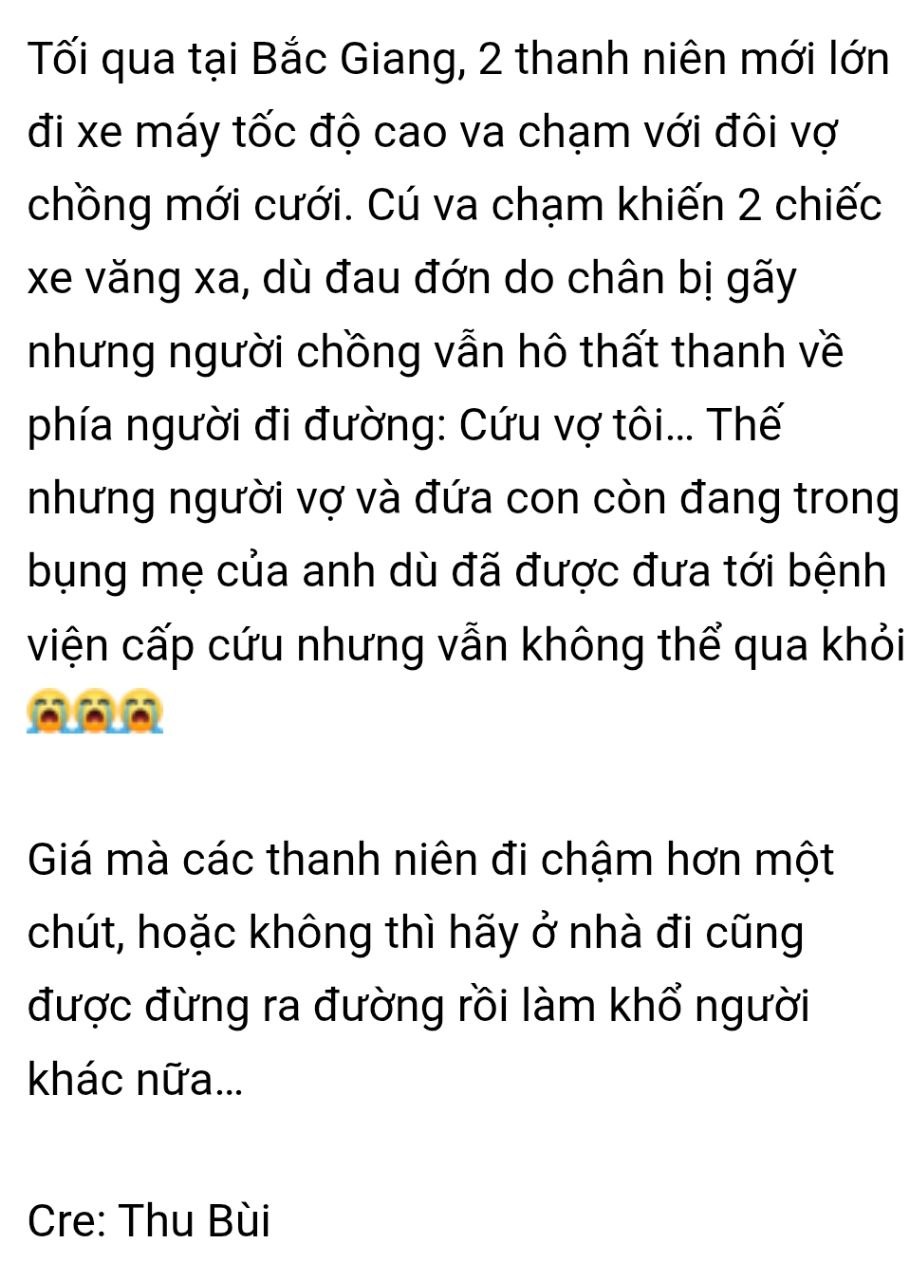 Tối qua tại Bắc Giang, 2 thanh niên mới lớn
đi xe máy tốc độ cao va chạm với đôi vợ
chồng mới cưới. Cú va chạm khiến 2 chiếc
xe văng xa, dù đau đớn do chân bị gãy
nhưng người chồng vẫn hô thất thanh về
phía người đi đường: Cứu vợ tôi... Thế
nhưng người vợ và đứa con còn đang trong
bụng mẹ của anh dù đã được đưa tới bệnh
viện cấp cứu nhưng vẫn không thể qua khỏi
😭😭😭
Giá mà các thanh niên đi chậm hơn một
chút, hoặc không thì hãy ở nhà đi cũng
được đừng ra đường rồi làm khổ người
khác nữa...
Cre: Thu Bùi